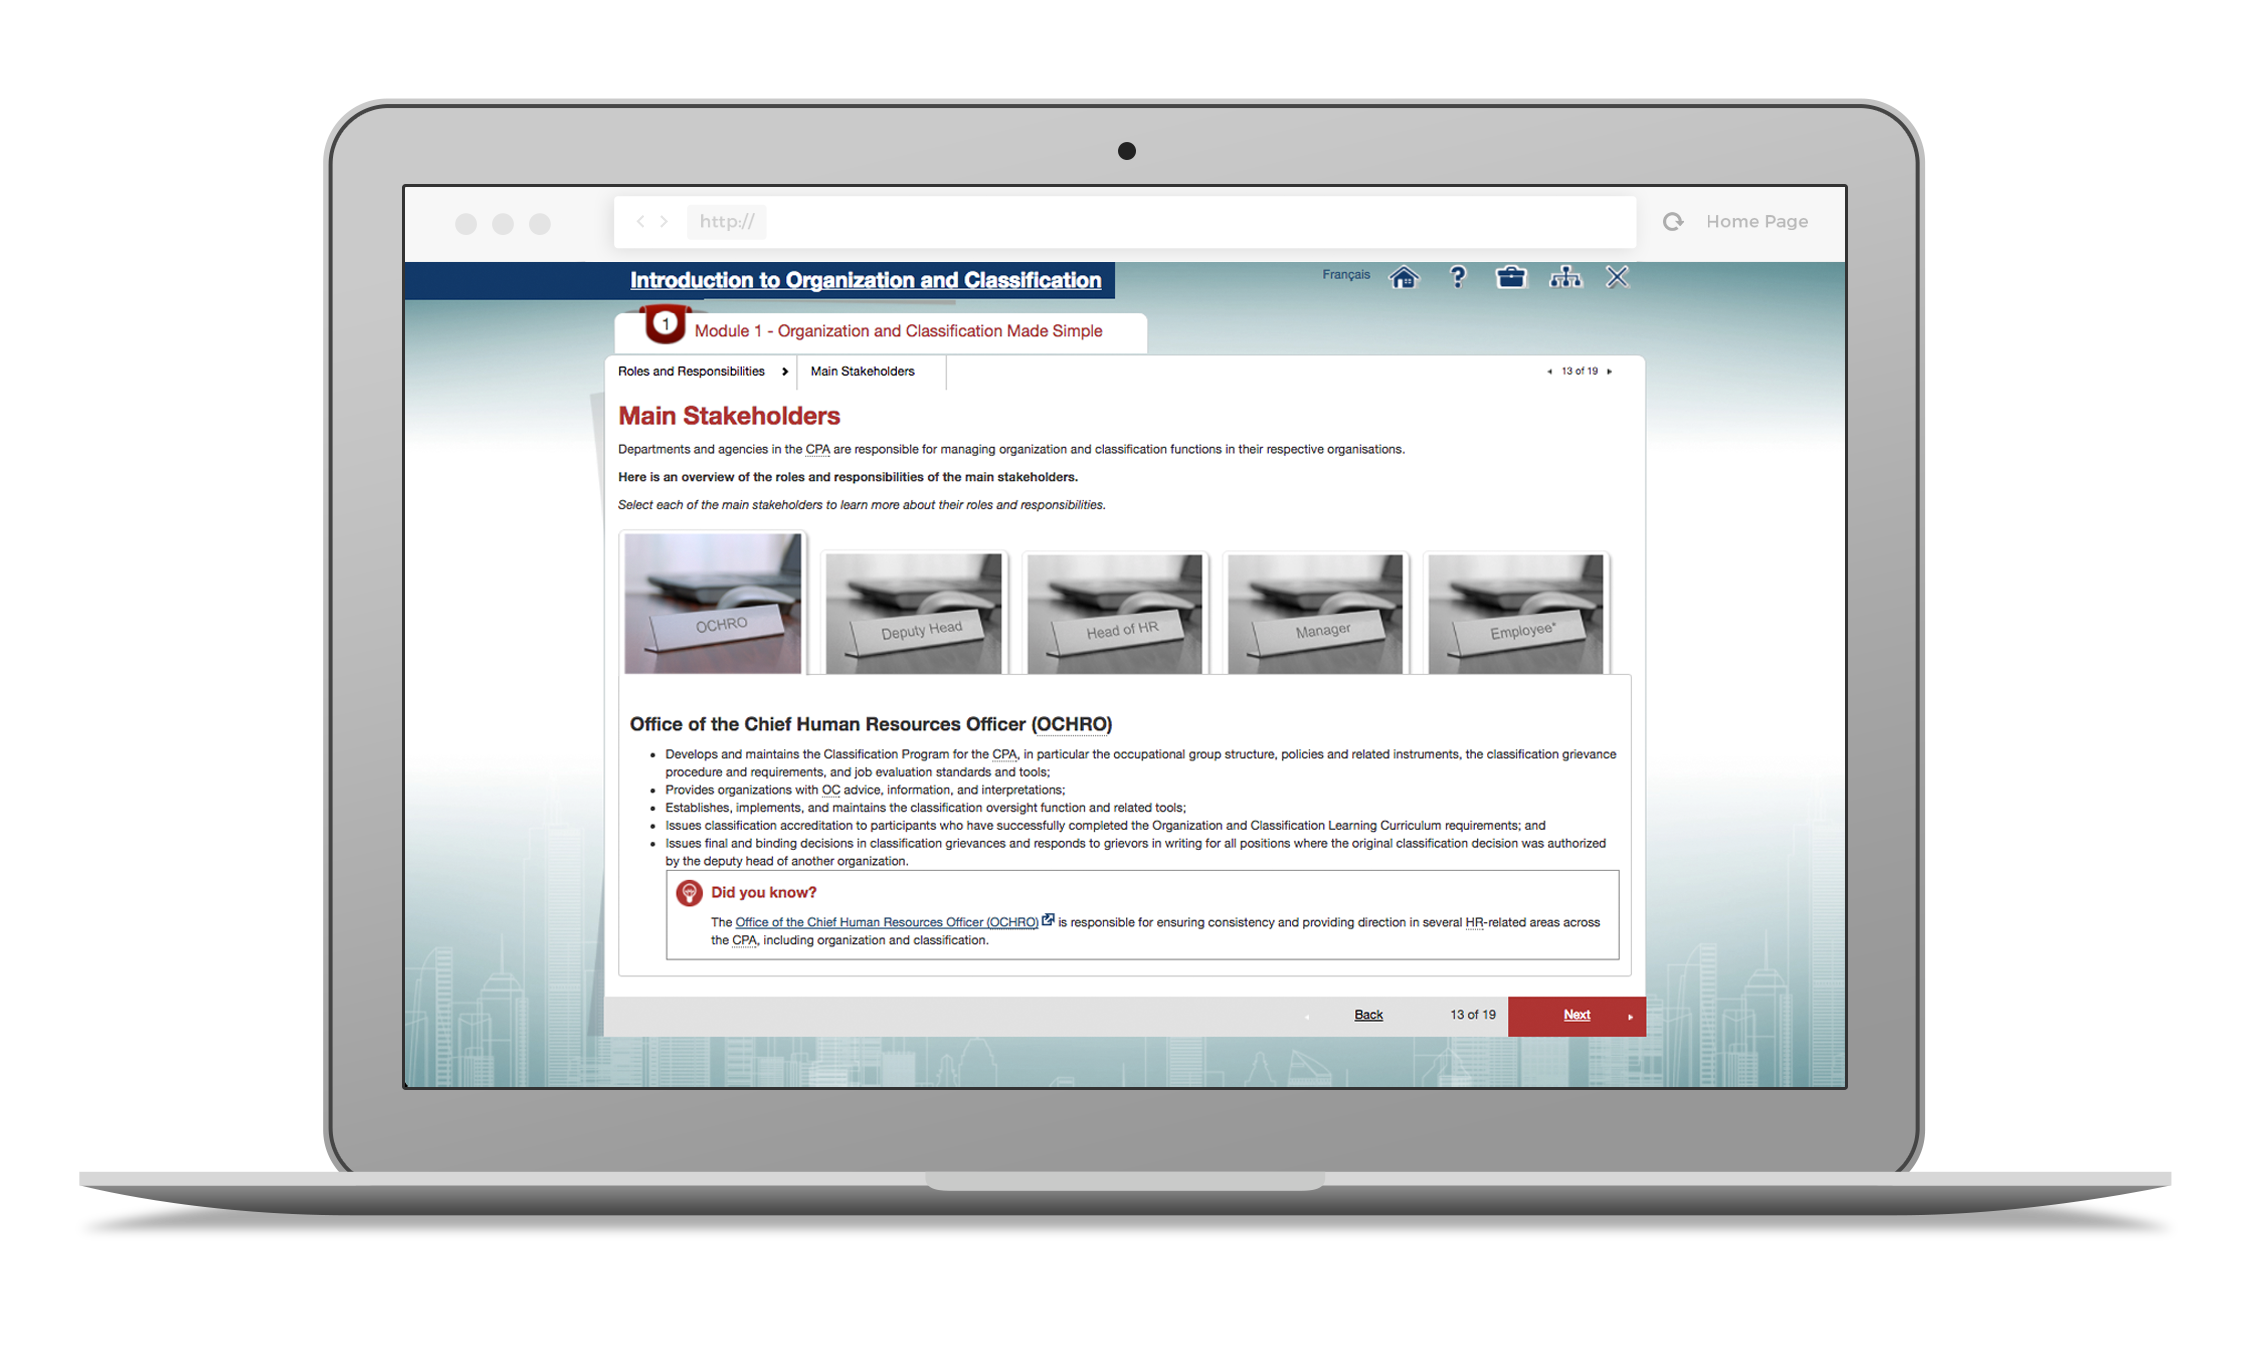 http://
Home Page
Introduction to Organization and Classification
Français
?
1
Module 1 - Organization and Classification Made Simple
Roles and Responsibilities
Main Stakeholders
13 of 19
Main Stakeholders
Departments and agencies in the CPA are responsible for managing organization and classification functions in their respective organisations.
Here is an overview of the roles and responsibilities of the main stakeholders.
Select each of the main stakeholders to learn more about their roles and responsibilities.
OCHRO
Deputy Head
Head of HR
Manager
Employee*
Office of the Chief Human Resources Officer (OCHRO)
• Develops and maintains the Classification Program for the CPA, in particular the occupational group structure, policies and related instruments, the classification grievance
procedure and requirements, and job evaluation standards and tools;
• Provides organizations with OC advice, information, and interpretations;
• Establishes, implements, and maintains the classification oversight function and related tools;
• Issues classification accreditation to participants who have successfully completed the Organization and Classification Learning Curriculum requirements; and
• Issues final and binding decisions in classification grievances and responds to grievors in writing for all positions where the original classification decision was authorized
by the deputy head of another organization.
Did you know?
The Office of the Chief Human Resources Officer (OCHRO) is responsible for ensuring consistency and providing direction in several HR-related areas across
the CPA, including organization and classification.
Back
13 of 19
Next